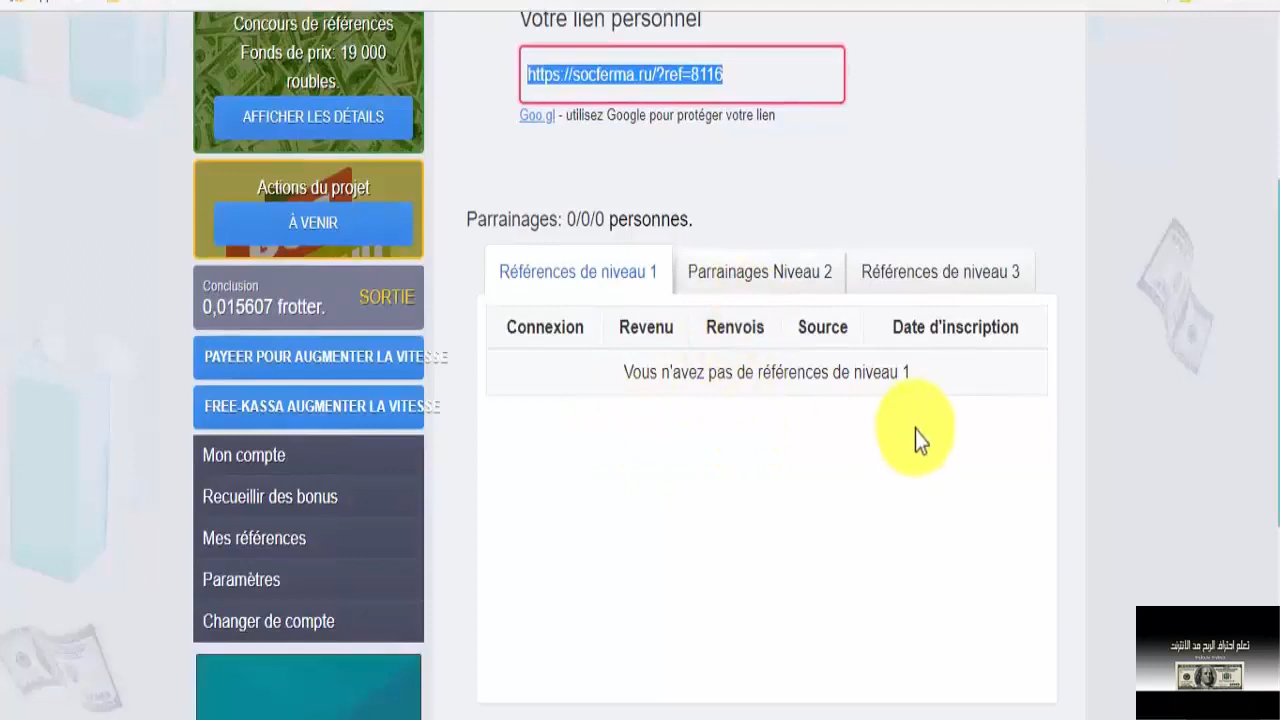 Concours de références
Fonds de prix: 19 000
roubles.
AFFICHER LES DÉTAILS
Actions du projet
À VENIR
Conclusion
0,015607 frotter.
SORTIE
PAYEER POUR AUGMENTER LA VITESSE
FREE-KASSA AUGMENTER LA VITESSE
Mon compte
Recueillir des bonus
Mes références
Paramètres
Changer de compte
Votre lien personnel
https://socferma.ru/?ref=8116
Goo.gl - utilisez Google pour protéger votre lien
Parrainages: 0/0/0 personnes.
Références de niveau 1 Parrainages Niveau 2 Références de niveau 3
Connexion Revenu Renvois Source Date d'inscription
Vous n'avez pas de références de niveau 1
تعلم احتراف الربح من الانترنت